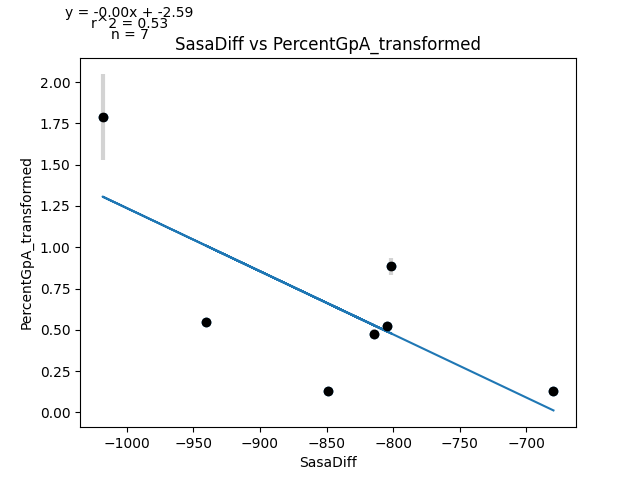 y = -0.00x + -2.59
r^2 = 0.53
n = 7
SasaDiff vs PercentGpA_transformed
2.00
1.75
1.50
1.25
1.00
0.75
0.50
0.25
0.00
PercentGpA_transformed
−1000 −950 −900 −850 −800 −750 −700
SasaDiff